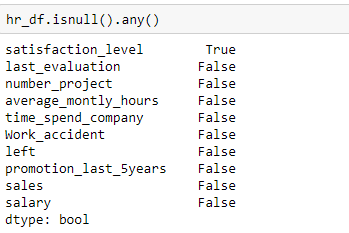 hr_df.isnull().any()
satisfaction_level True
last_evaluation False
number_project False
average_montly_hours False
time_spend_company False
Work_accident False
left False
promotion_last_5years False
sales False
salary False
dtype: bool